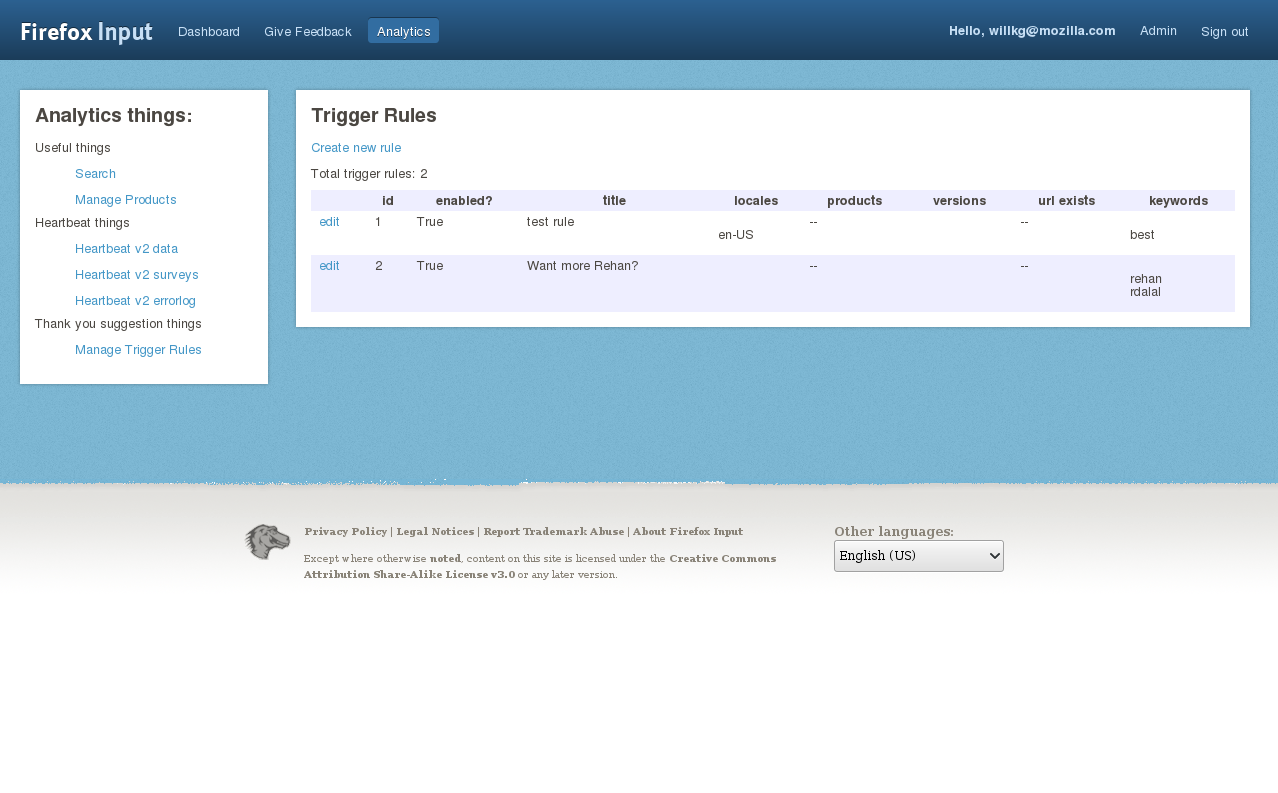 Firefox Input Dashboard Give Feedback Analytics Hello, willkg@mozilla.com Admin Sign out
Analytics things:
Useful things
Search
Manage Products
Heartbeat things
Heartbeat v2 data
Heartbeat v2 surveys
Heartbeat v2 errorlog
Thank you suggestion things
Manage Trigger Rules
Trigger Rules
Create new rule
Total trigger rules: 2
id enabled? title locales products versions url exists keywords
edit 1 True test rule -- --
en-US best
edit 2 True Want more Rehan? -- --
rehan
rdalal
Privacy Policy | Legal Notices | Report Trademark Abuse | About Firefox Input
Except where otherwise noted, content on this site is licensed under the Creative Commons
Attribution Share-Alike License v3.0 or any later version.
Other languages:
English (US)